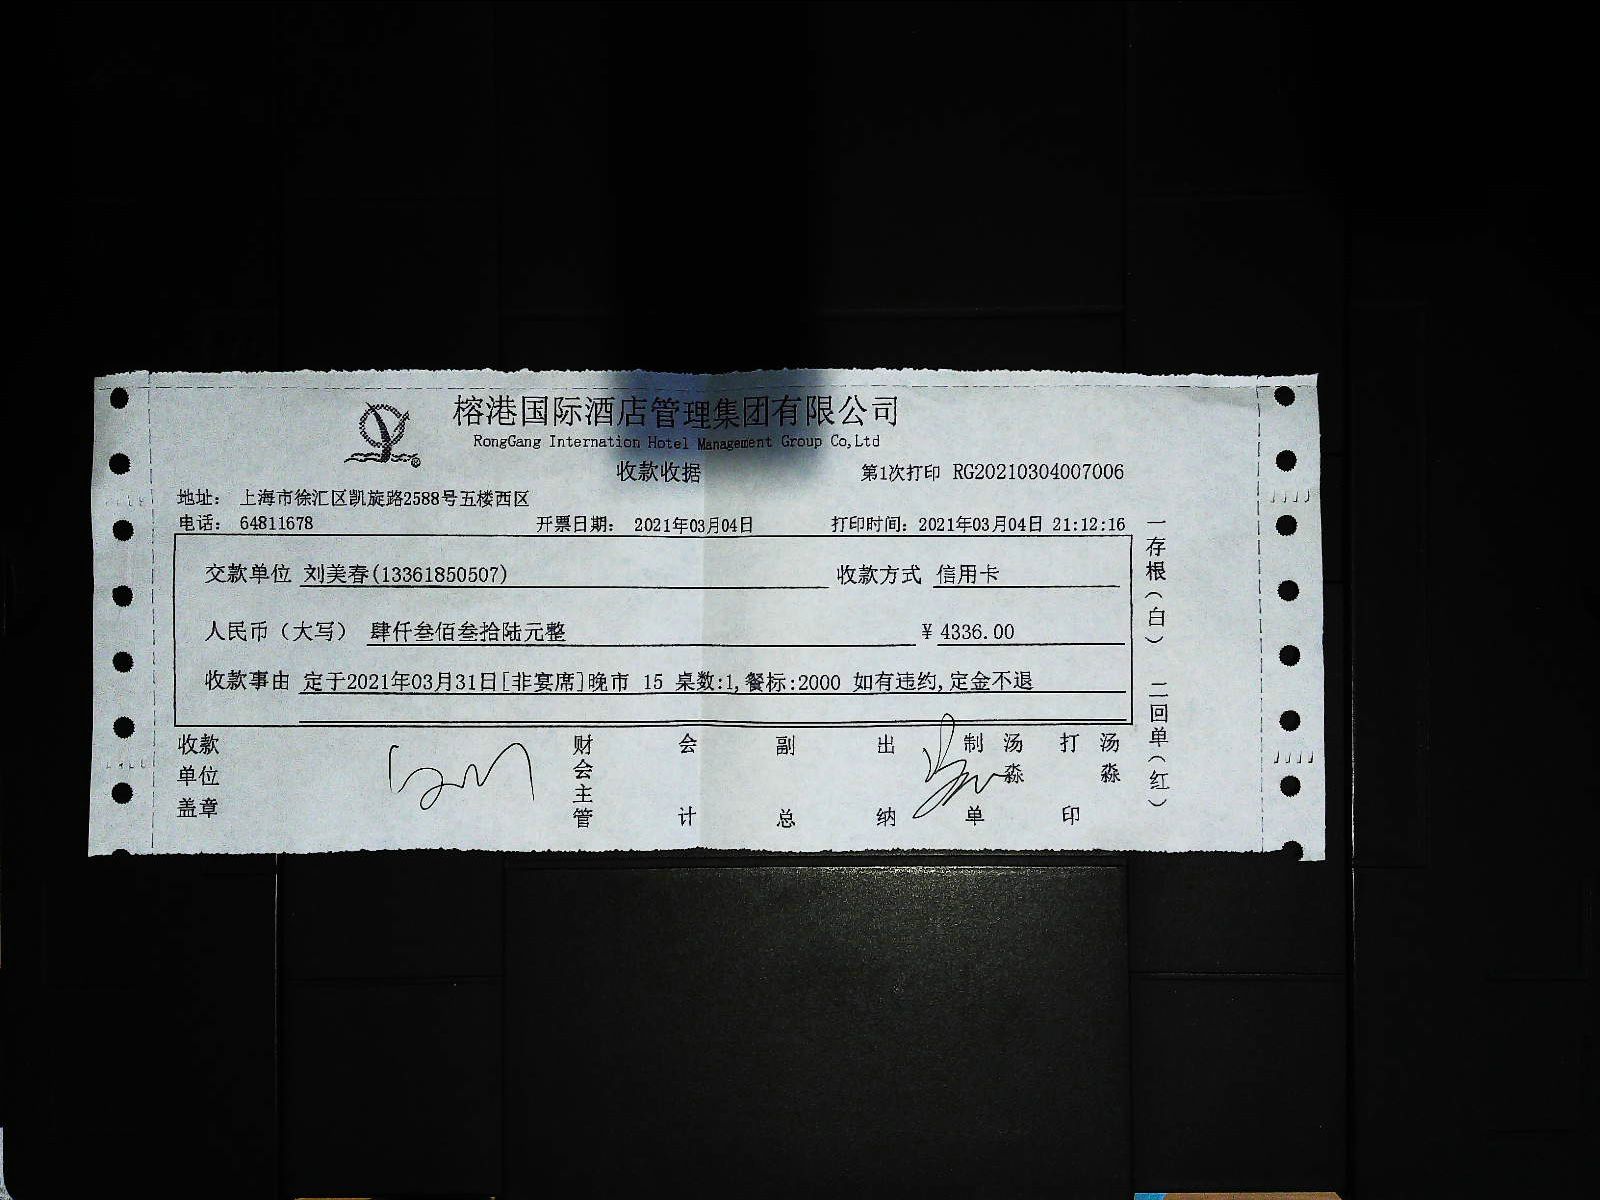 榕港国际酒店管理集团有限公司
RongGang Internation Hotel Management Group Co,Ltd
收款收据 第1次打印 RG20210304007006
地址： 上海市徐汇区凯旋路2588号五楼西区
电话： 64811678 开票日期： 2021年03月04日 打印时间：2021年03月04日 21:12:16
交款单位 刘美春(13361850507) 收款方式 信用卡
人民币（大写） 肆仟叁佰叁拾陆元整 ¥ 4336.00
收款事由 定于2021年03月31日[非宴席]晚市 15 桌数:1,餐标:2000 如有违约,定金不退
收款单位盖章 财会主管 会计 副总 出纳 制单 汤淼 打印 汤淼
一存根（白） 二回单（红）